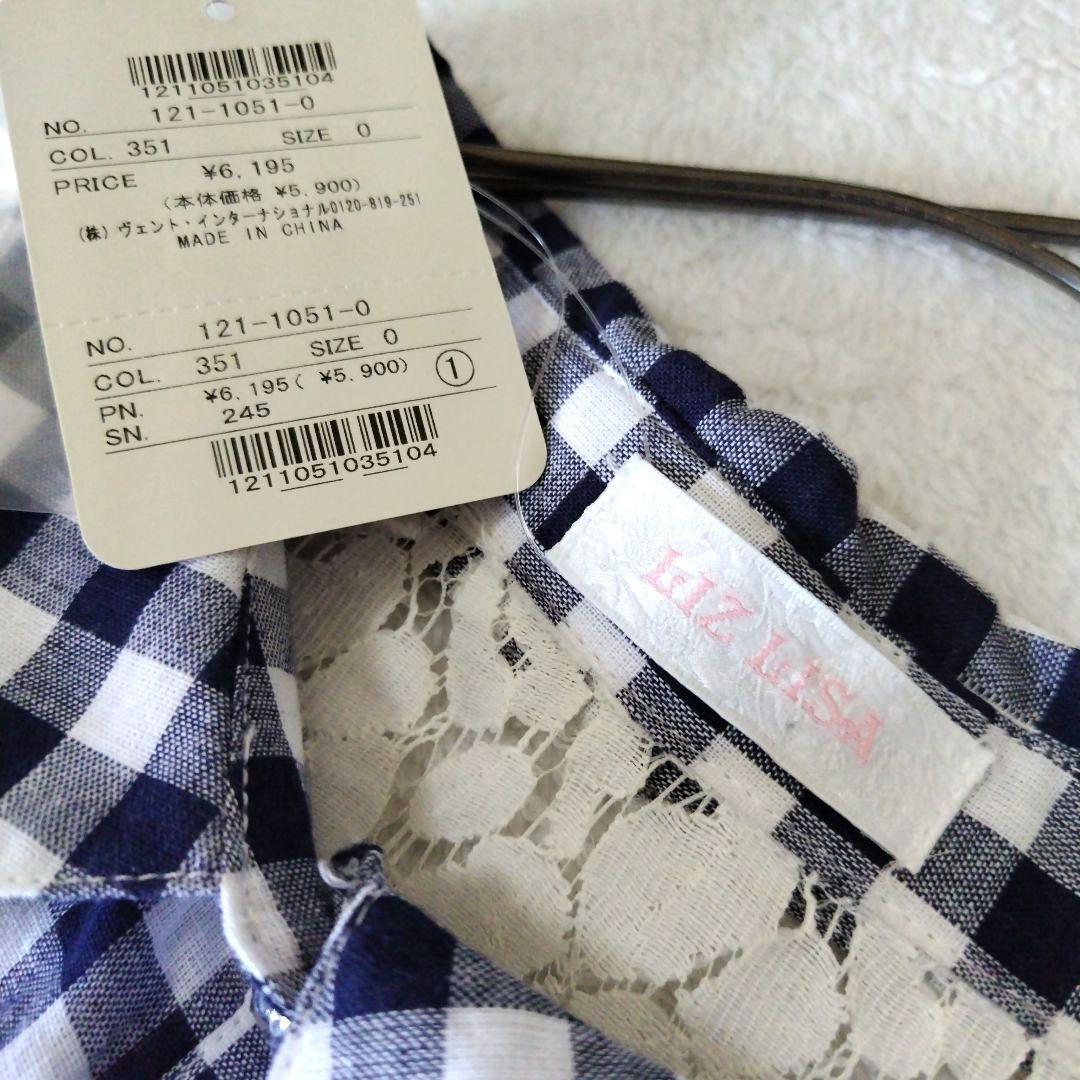 1211051035104
NO. 121-1051-0
COL. 351 SIZE 0
PRICE ¥6,195
(本体価格 ¥5,900)
(株)ヴェント・インターナショナル0120-819-251
MADE IN CHINA
NO. 121-1051-0
COL. 351 SIZE 0
PN. ¥6,195( ¥5,900) ①
SN. 245
1211051035104
LIZ LISA